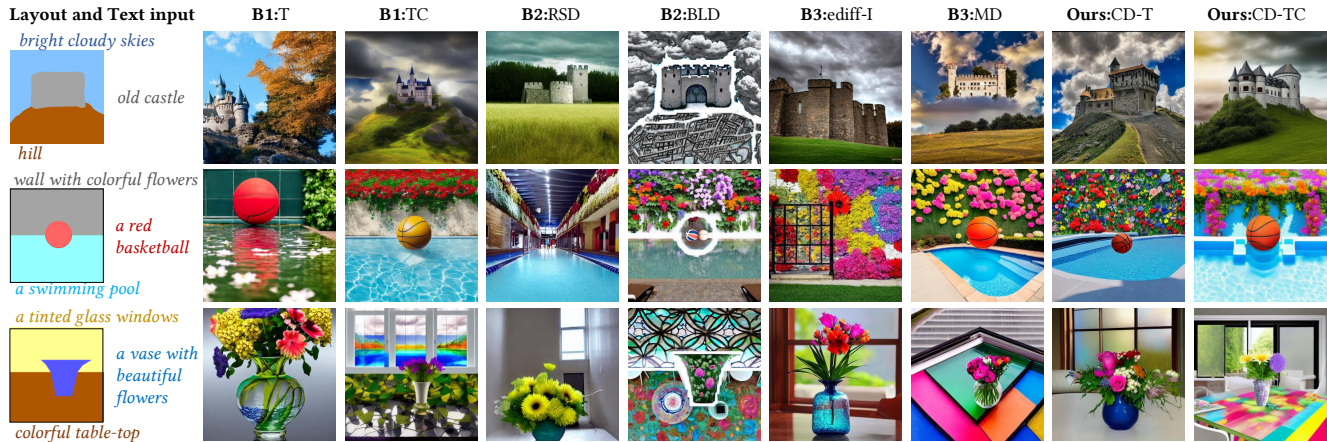 Layout and Text input B1:T B1:TC B2:RSD B2:BLD B3:ediff-I B3:MD Ours:CD-T Ours:CD-TC
bright cloudy skies
old castle
hill
wall with colorful flowers
a red
basketball
a swimming pool
a tinted glass windows
a vase with
beautiful
flowers
colorful table-top